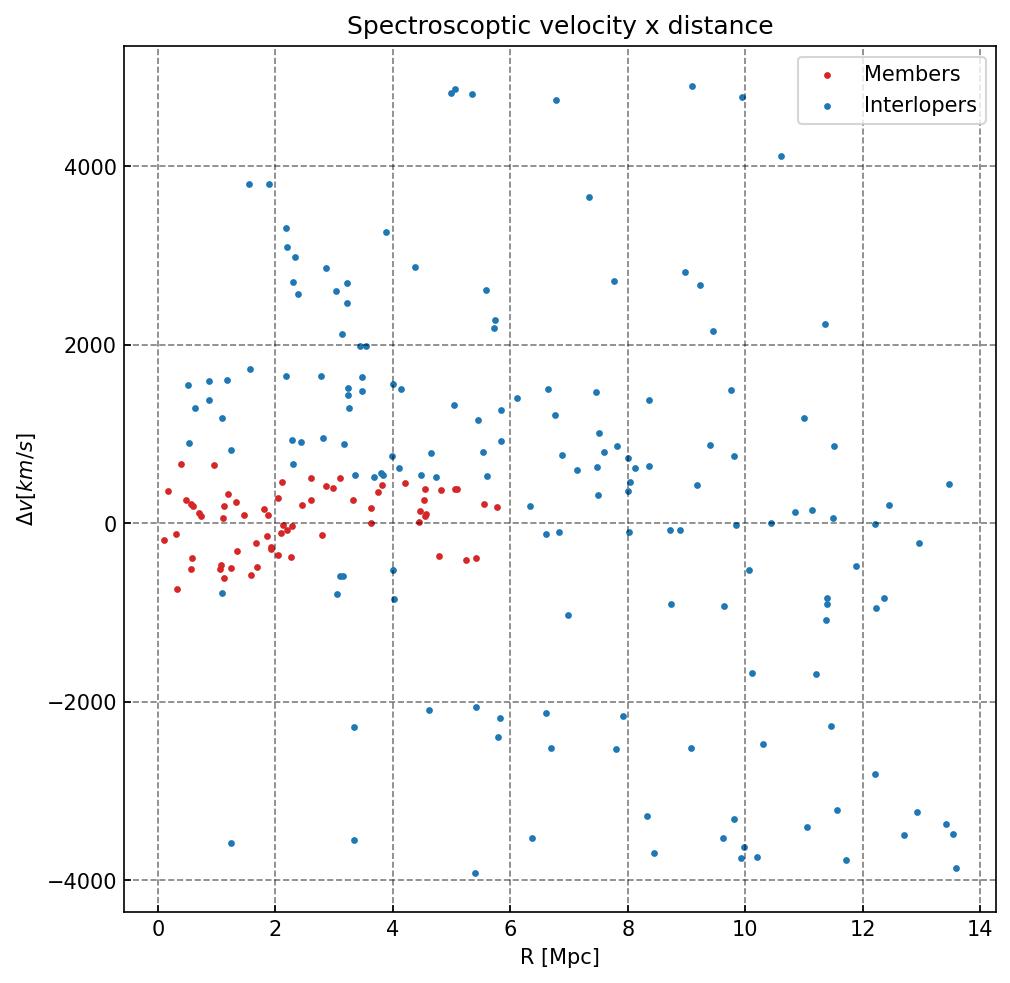 Spectroscoptic velocity x distance
Members
Interlopers
4000
2000
0
−2000
−4000
Δv[km/s]
0 2 4 6 8 10 12 14
R [Mpc]